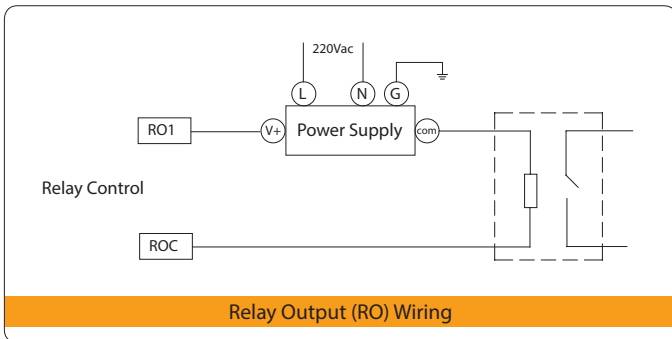 220Vac
L
N
G
RO1
V+
Power Supply
com
Relay Control
ROC
Relay Output (RO) Wiring